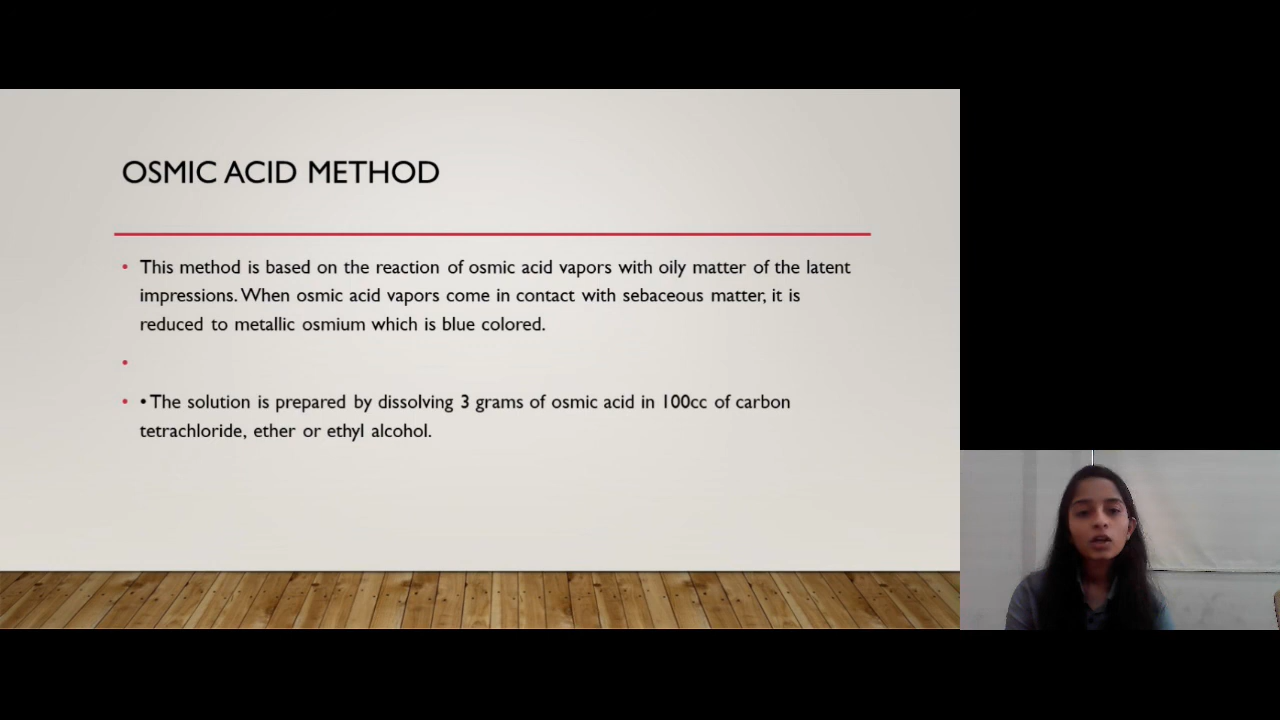 OSMIC ACID METHOD
• This method is based on the reaction of osmic acid vapors with oily matter of the latent
impressions. When osmic acid vapors come in contact with sebaceous matter, it is
reduced to metallic osmium which is blue colored.
•
• • The solution is prepared by dissolving 3 grams of osmic acid in 100cc of carbon
tetrachloride, ether or ethyl alcohol.